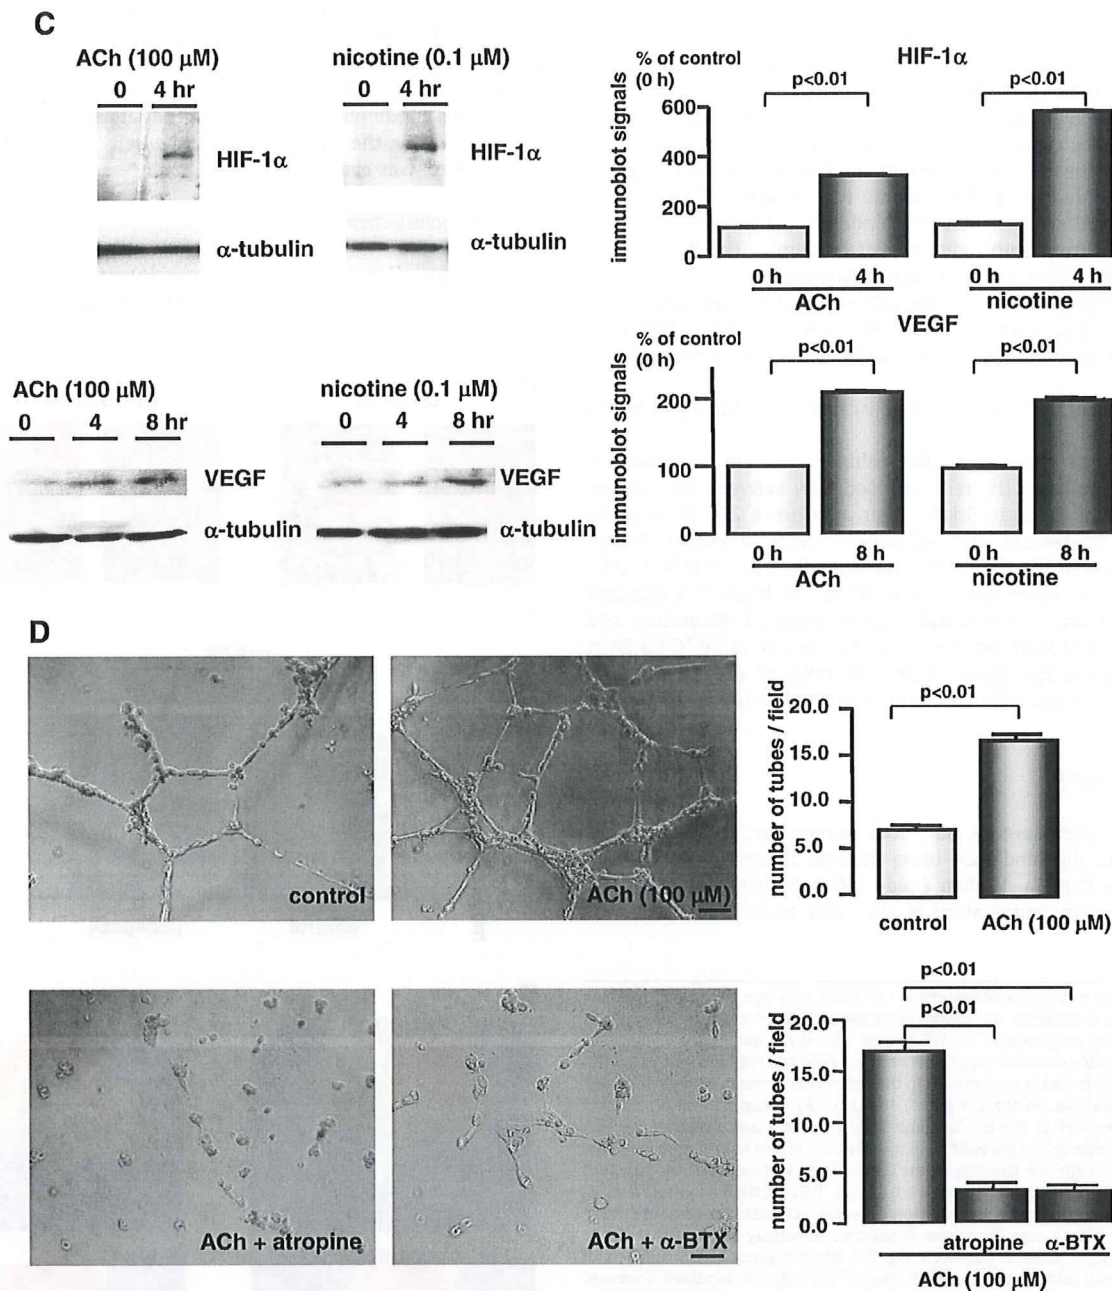 C
ACh (100 μM)
0 4 hr
HIF-1α
α-tubulin
nicotine (0.1 μM)
0 4 hr
HIF-1α
α-tubulin
HIF-1α
% of control
(0 h)
immunoblot signals
p<0.01 p<0.01
600
400
200
0
0 h 4 h 0 h 4 h
ACh nicotine
ACh (100 μM)
0 4 8 hr
VEGF
α-tubulin
nicotine (0.1 μM)
0 4 8 hr
VEGF
α-tubulin
VEGF
% of control
(0 h)
immunoblot signals
p<0.01 p<0.01
200
100
0
0 h 8 h 0 h 8 h
ACh nicotine
D
control
ACh (100 μM)
number of tubes / field
p<0.01
20.0
15.0
10.0
5.0
0.0
control ACh (100 μM)
ACh + atropine
ACh + α-BTX
number of tubes / field
p<0.01
p<0.01
20.0
15.0
10.0
5.0
0.0
atropine α-BTX
ACh (100 μM)